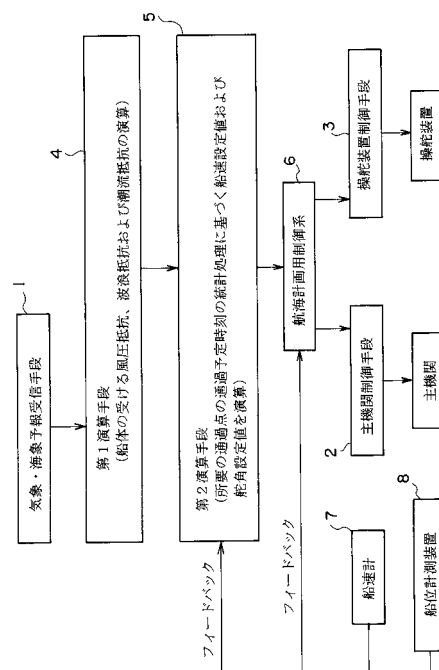 気象・海象予報受信手段
1
4
第1演算手段
(船体の受ける風圧抵抗、波浪抵抗および潮流抵抗の演算)
5
第2演算手段
(所要の通過点の通過予定時刻の統計処理に基づく船速設定値および
舵角設定値を演算)
フィードバック
6
航海計画用制御系
フィードバック
2
主機関制御手段
3
操舵装置制御手段
主機関
操舵装置
7
船速計
8
船位計測装置